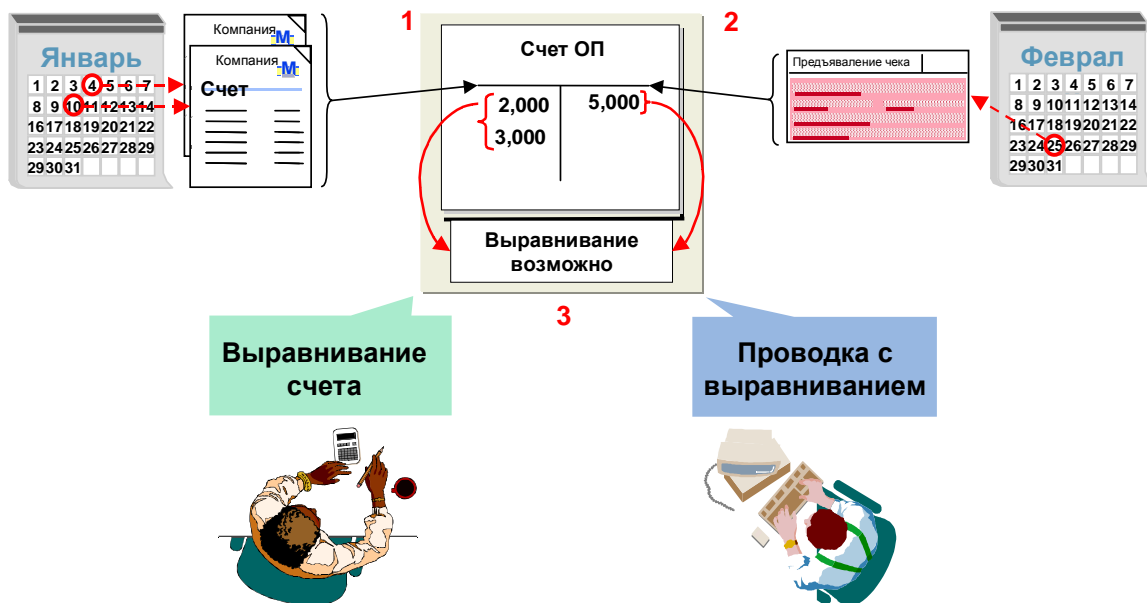 1
2
Январь
1 2 3 4 5 6 7
8 9 10 11 12 13 14
16 17 18 19 20 21 22
23 24 25 26 27 28 29
29 30 31
Компания
M
Компания
M
Счет
Счет ОП
2,000
5,000
3,000
Выравнивание
возможно
Предъяваление чека
Феврал
1 2 3 4 5 6 7
8 9 10 11 12 13 14
16 17 18 19 20 21 22
23 24 25 26 27 28 29
29 30 31
3
Выравнивание
счета
Проводка с
выравниванием